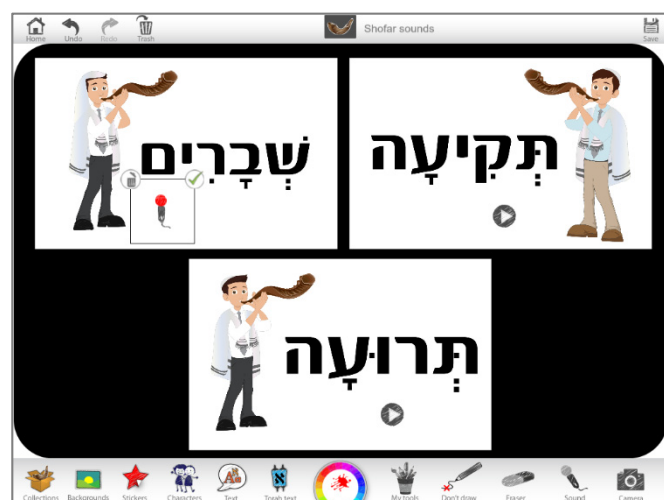 Home
Undo
Redo
Trash
Shofar sounds
Save
תְּקִיעָה
שְׁבָרִים
תְּרוּעָה
Collections
Backgrounds
Stickers
Characters
Text
Torah text
My tools
Don't draw
Eraser
Sound
Camera